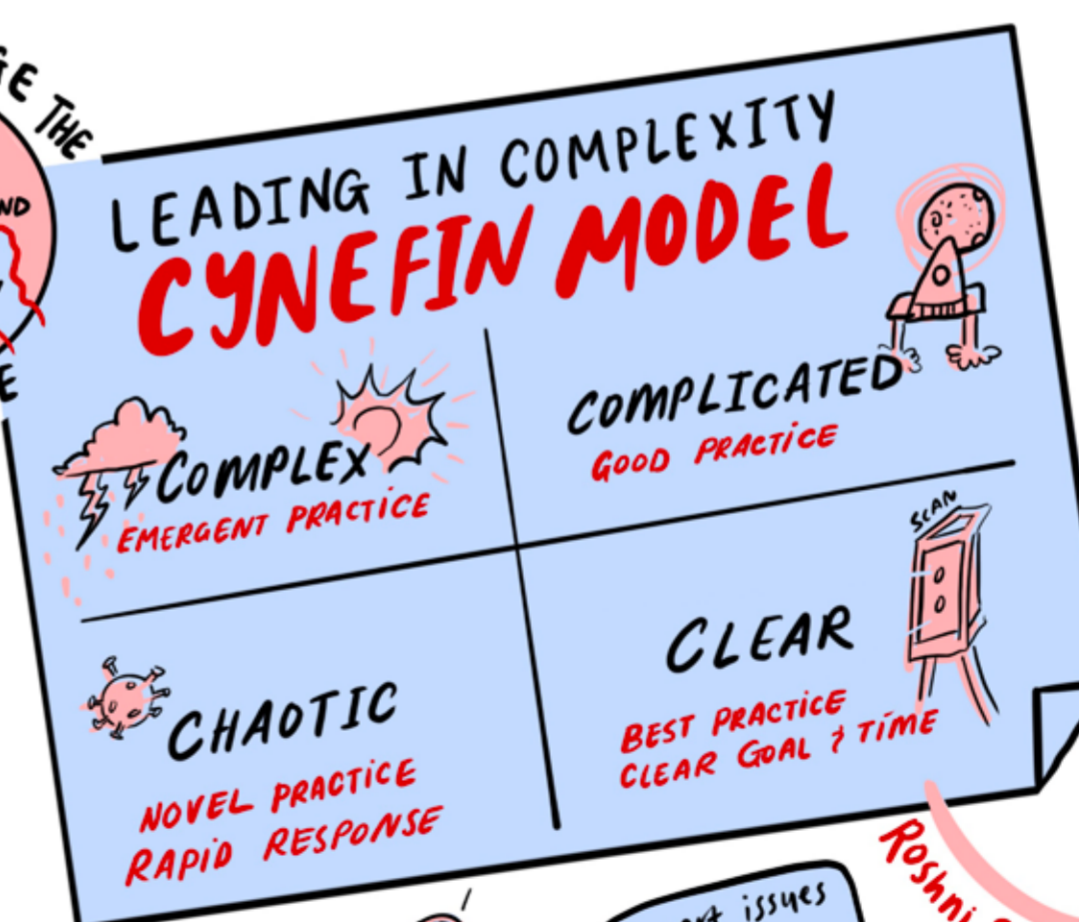 THE
LEADING IN COMPLEXITY
CYNEFIN MODEL
COMPLEX
EMERGENT PRACTICE
COMPLICATED
GOOD PRACTICE
CHAOTIC
NOVEL PRACTICE
RAPID RESPONSE
SCAN
CLEAR
BEST PRACTICE
CLEAR GOAL & TIME
issues
Roshni